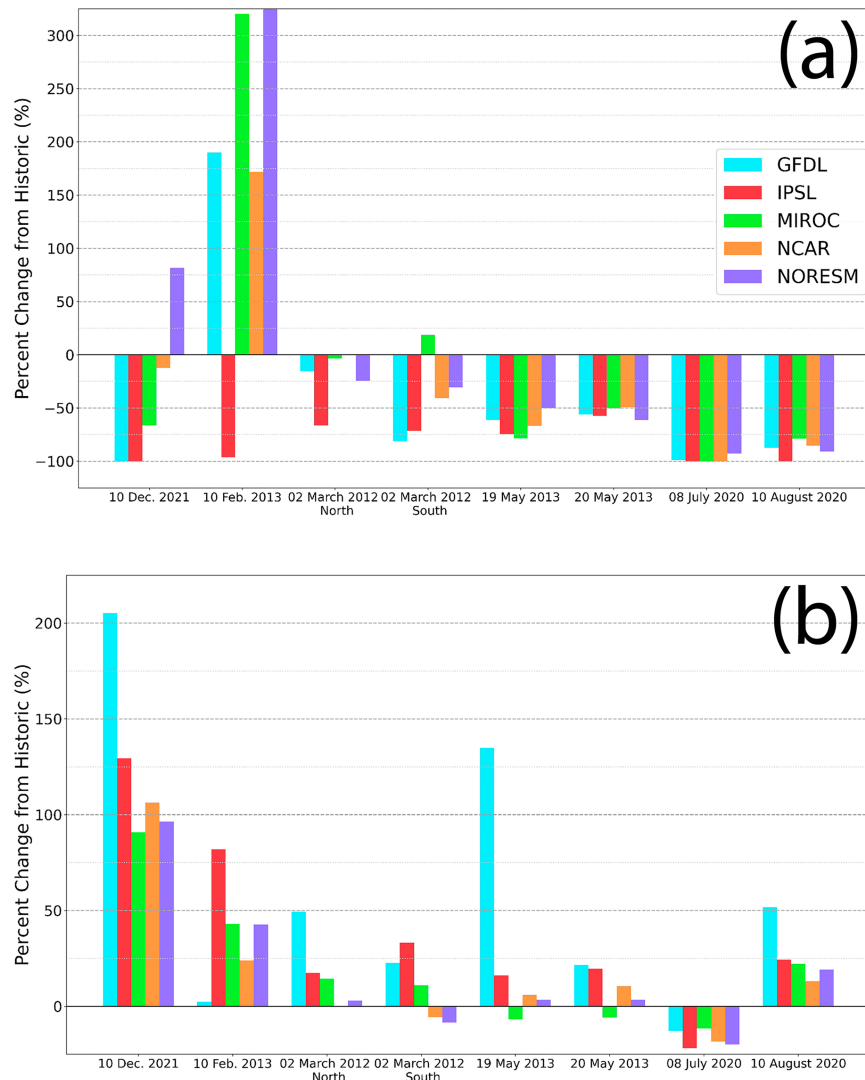 (a)
Percent Change from Historic (%)
300
250
200
150
100
50
0
−50
−100
GFDL
IPSL
MIROC
NCAR
NORESM
10 Dec. 2021
10 Feb. 2013
02 March 2012
North
02 March 2012
South
19 May 2013
20 May 2013
08 July 2020
10 August 2020
(b)
Percent Change from Historic (%)
200
150
100
50
0
10 Dec. 2021
10 Feb. 2013
02 March 2012
North
02 March 2012
South
19 May 2013
20 May 2013
08 July 2020
10 August 2020